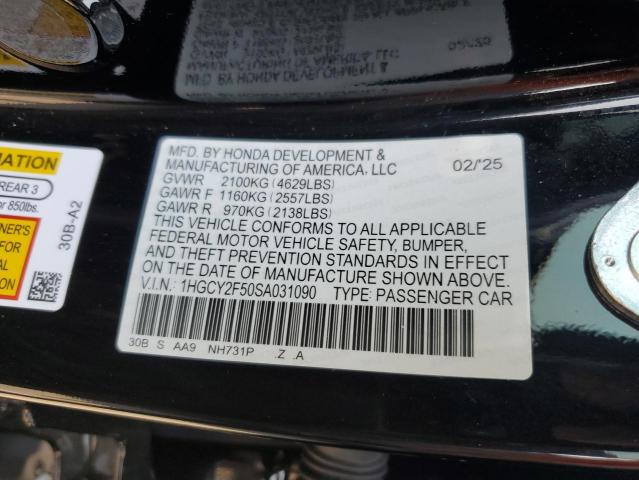 MFD. BY HONDA DEVELOPMENT &
MANUFACTURING OF AMERICA, LLC 02/'25
GVWR 2100KG (4629LBS)
GAWR F 1160KG (2557LBS)
GAWR R 970KG (2138LBS)
THIS VEHICLE CONFORMS TO ALL APPLICABLE
FEDERAL MOTOR VEHICLE SAFETY, BUMPER,
AND THEFT PREVENTION STANDARDS IN EFFECT
ON THE DATE OF MANUFACTURE SHOWN ABOVE.
V.I.N: 1HGCY2F50SA031090 TYPE: PASSENGER CAR
30B S AA9 NH731P .Z .A
REAR 3
or 850lbs.
FOR
30B-A2